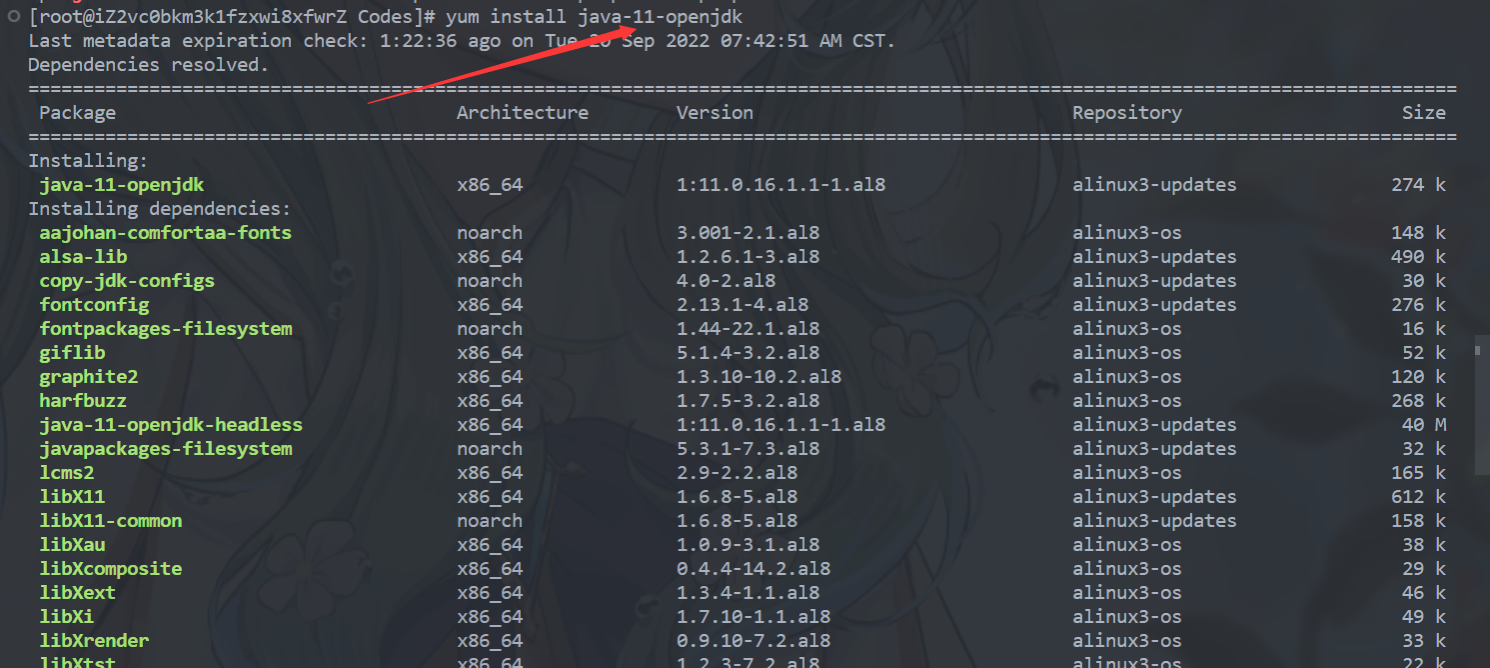 [root@iZ2vc0bkm3k1fzxwi8xfwrZ Codes]# yum install java-11-openjdk
Last metadata expiration check: 1:22:36 ago on Tue 20 Sep 2022 07:42:51 AM CST.
Dependencies resolved.
================================================================================
Package Architecture Version Repository Size
================================================================================
Installing:
java-11-openjdk x86_64 1:11.0.16.1.1-1.al8 alinux3-updates 274 k
Installing dependencies:
aajohan-comfortaa-fonts noarch 3.001-2.1.al8 alinux3-os 148 k
alsa-lib x86_64 1.2.6.1-3.al8 alinux3-updates 490 k
copy-jdk-configs noarch 4.0-2.al8 alinux3-updates 30 k
fontconfig x86_64 2.13.1-4.al8 alinux3-updates 276 k
fontpackages-filesystem noarch 1.44-22.1.al8 alinux3-os 16 k
giflib x86_64 5.1.4-3.2.al8 alinux3-os 52 k
graphite2 x86_64 1.3.10-10.2.al8 alinux3-os 120 k
harfbuzz x86_64 1.7.5-3.2.al8 alinux3-os 268 k
java-11-openjdk-headless x86_64 1:11.0.16.1.1-1.al8 alinux3-updates 40 M
javapackages-filesystem noarch 5.3.1-7.3.al8 alinux3-updates 32 k
lcms2 x86_64 2.9-2.2.al8 alinux3-os 165 k
libX11 x86_64 1.6.8-5.al8 alinux3-updates 612 k
libX11-common noarch 1.6.8-5.al8 alinux3-updates 158 k
libXau x86_64 1.0.9-3.1.al8 alinux3-os 38 k
libXcomposite x86_64 0.4.4-14.2.al8 alinux3-os 29 k
libXext x86_64 1.3.4-1.1.al8 alinux3-os 46 k
libXi x86_64 1.7.10-1.1.al8 alinux3-os 49 k
libXrender x86_64 0.9.10-7.2.al8 alinux3-os 33 k
libXtst x86_64 1.2.3-7.2.al8 alinux3-os 22 k